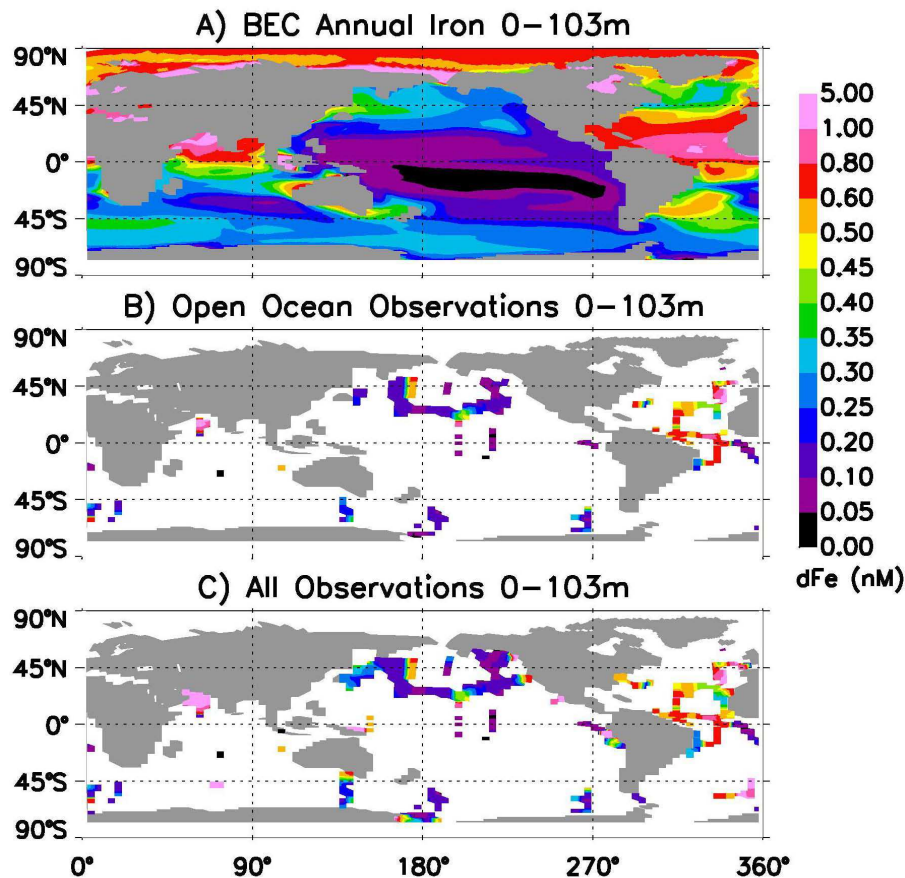 A) BEC Annual Iron 0-103m
90°N
45°N
0°
45°S
90°S
B) Open Ocean Observations 0-103m
90°N
45°N
0°
45°S
90°S
C) All Observations 0-103m
90°N
45°N
0°
45°S
90°S
0° 90° 180° 270° 360°
5.00
1.00
0.80
0.60
0.50
0.45
0.40
0.35
0.30
0.25
0.20
0.10
0.05
0.00
dFe (nM)